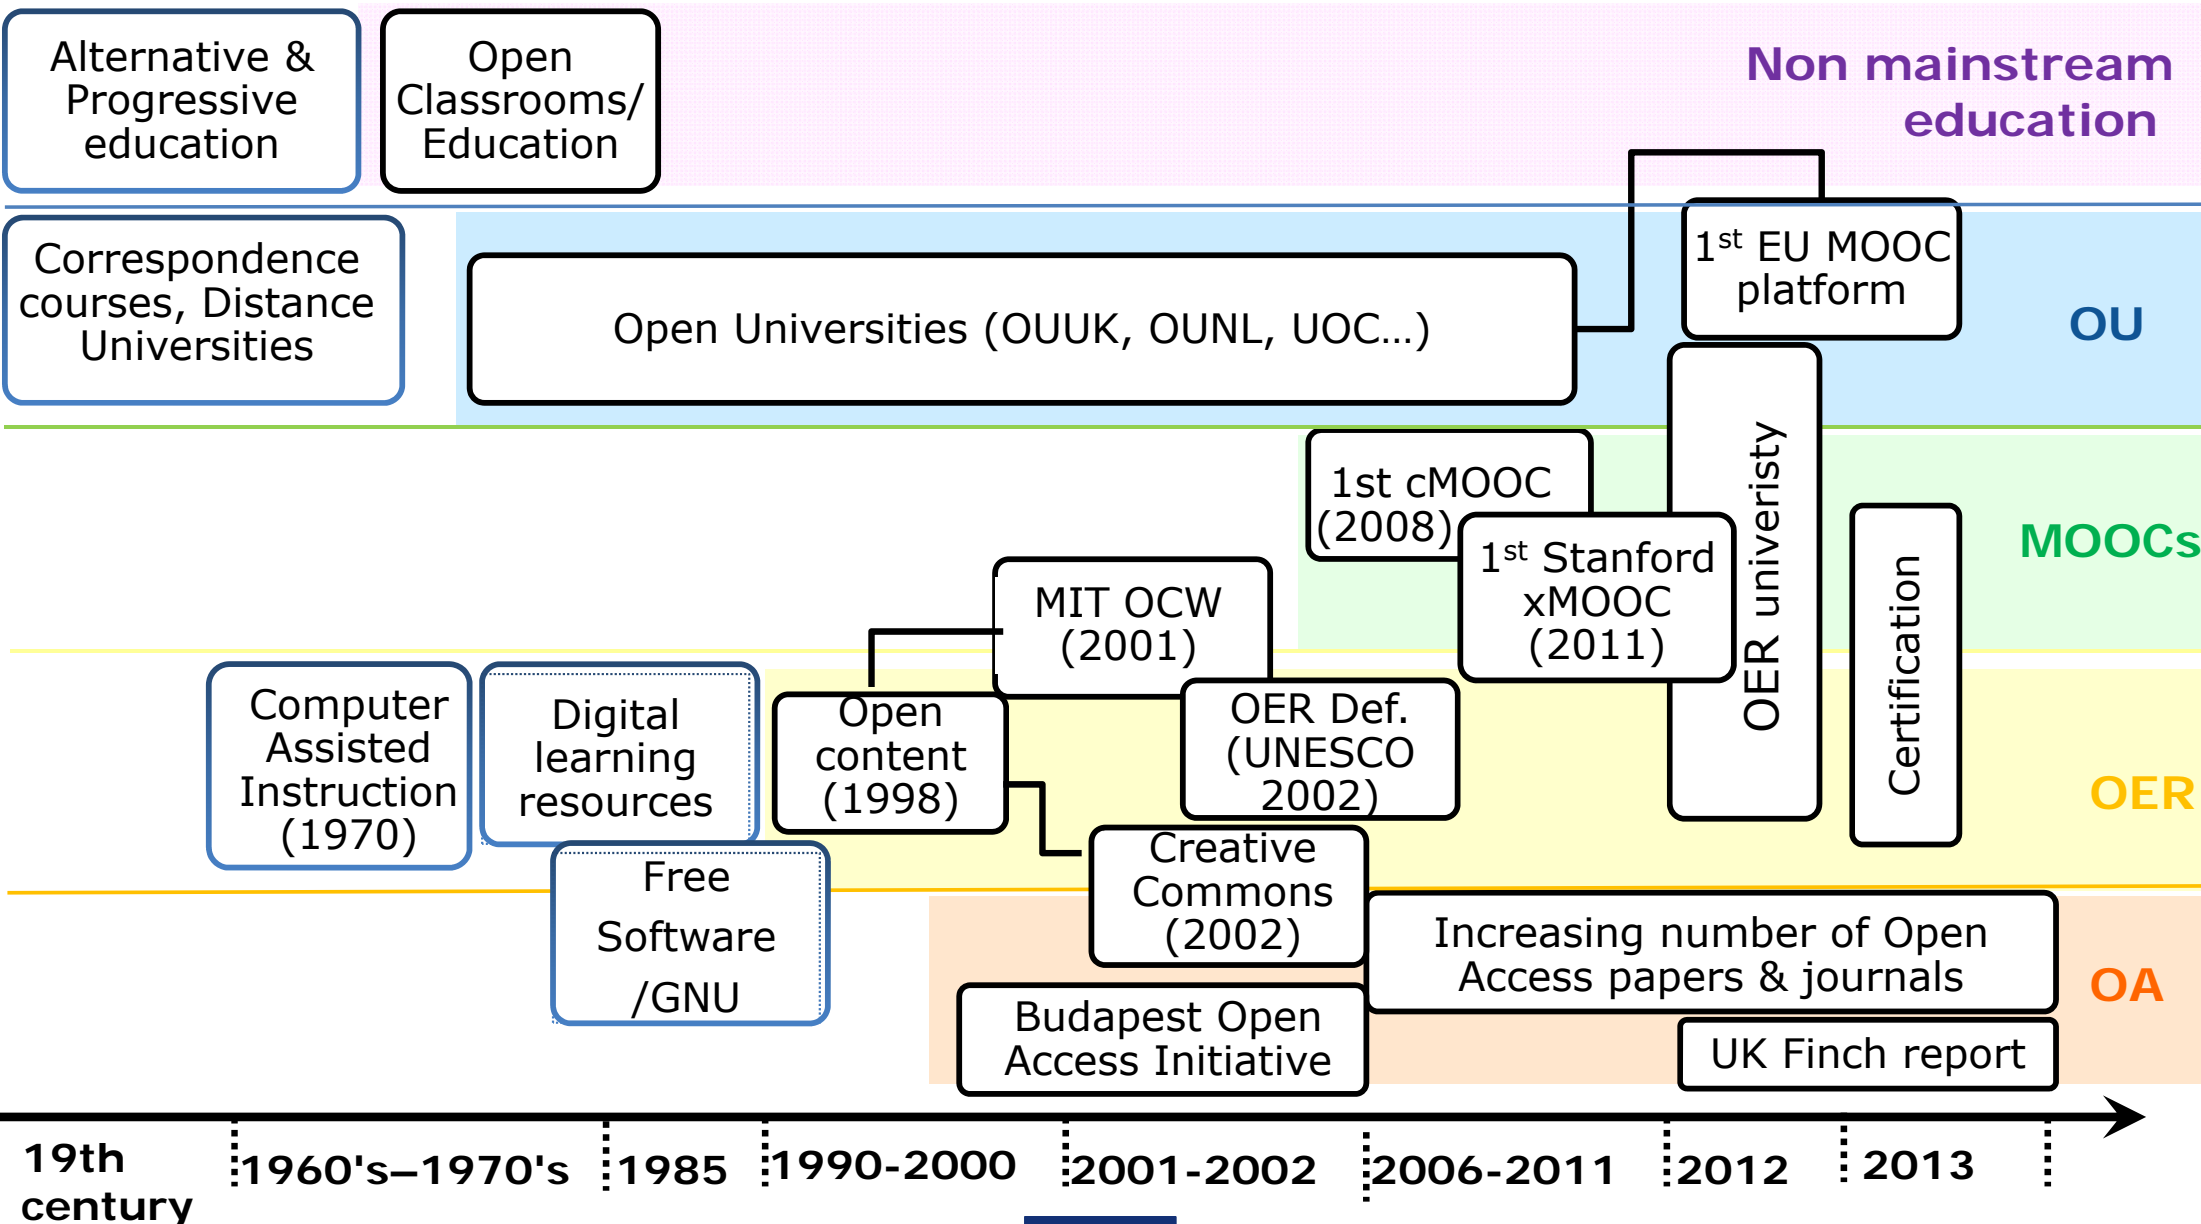 Alternative &
Progressive
education
Open
Classrooms/
Education
Non mainstream
education
Correspondence
courses, Distance
Universities
Open Universities (OUUK, OUNL, UOC…)
1st EU MOOC
platform
OU
1st cMOOC
(2008)
1st Stanford
xMOOC
(2011)
OER univeristy
Certification
MOOCs
MIT OCW
(2001)
Computer
Assisted
Instruction
(1970)
Digital
learning
resources
Open
content
(1998)
OER Def.
(UNESCO
2002)
OER
Free
Software
/GNU
Creative
Commons
(2002)
Increasing number of Open
Access papers & journals
OA
Budapest Open
Access Initiative
UK Finch report
19th
century
1960's–1970's
1985
1990-2000
2001-2002
2006-2011
2012
2013